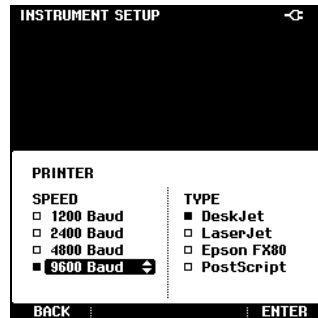 INSTRUMENT SETUP
PRINTER
SPEED
1200 Baud
2400 Baud
4800 Baud
9600 Baud
TYPE
DeskJet
LaserJet
Epson FX80
PostScript
BACK
ENTER